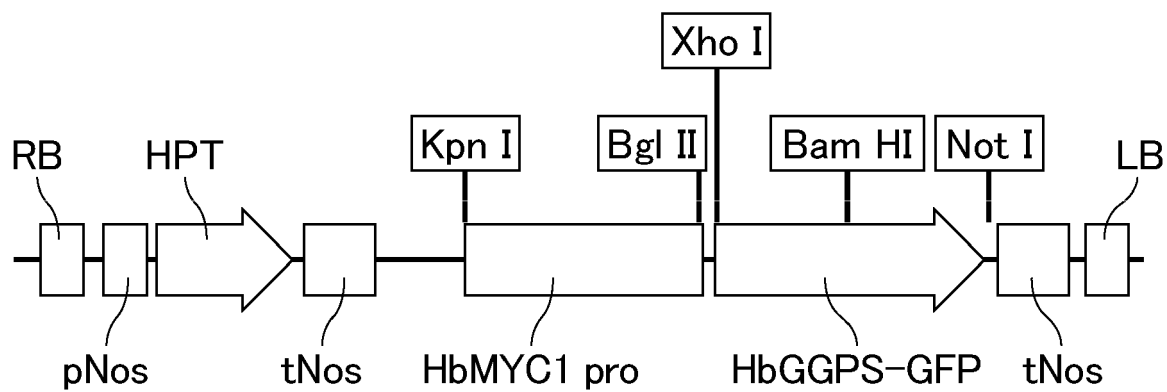 Xho I
Kpn I
Bgl II
Bam HI
Not I
RB
HPT
LB
pNos
tNos
HbMYC1 pro
HbGGPS-GFP
tNos